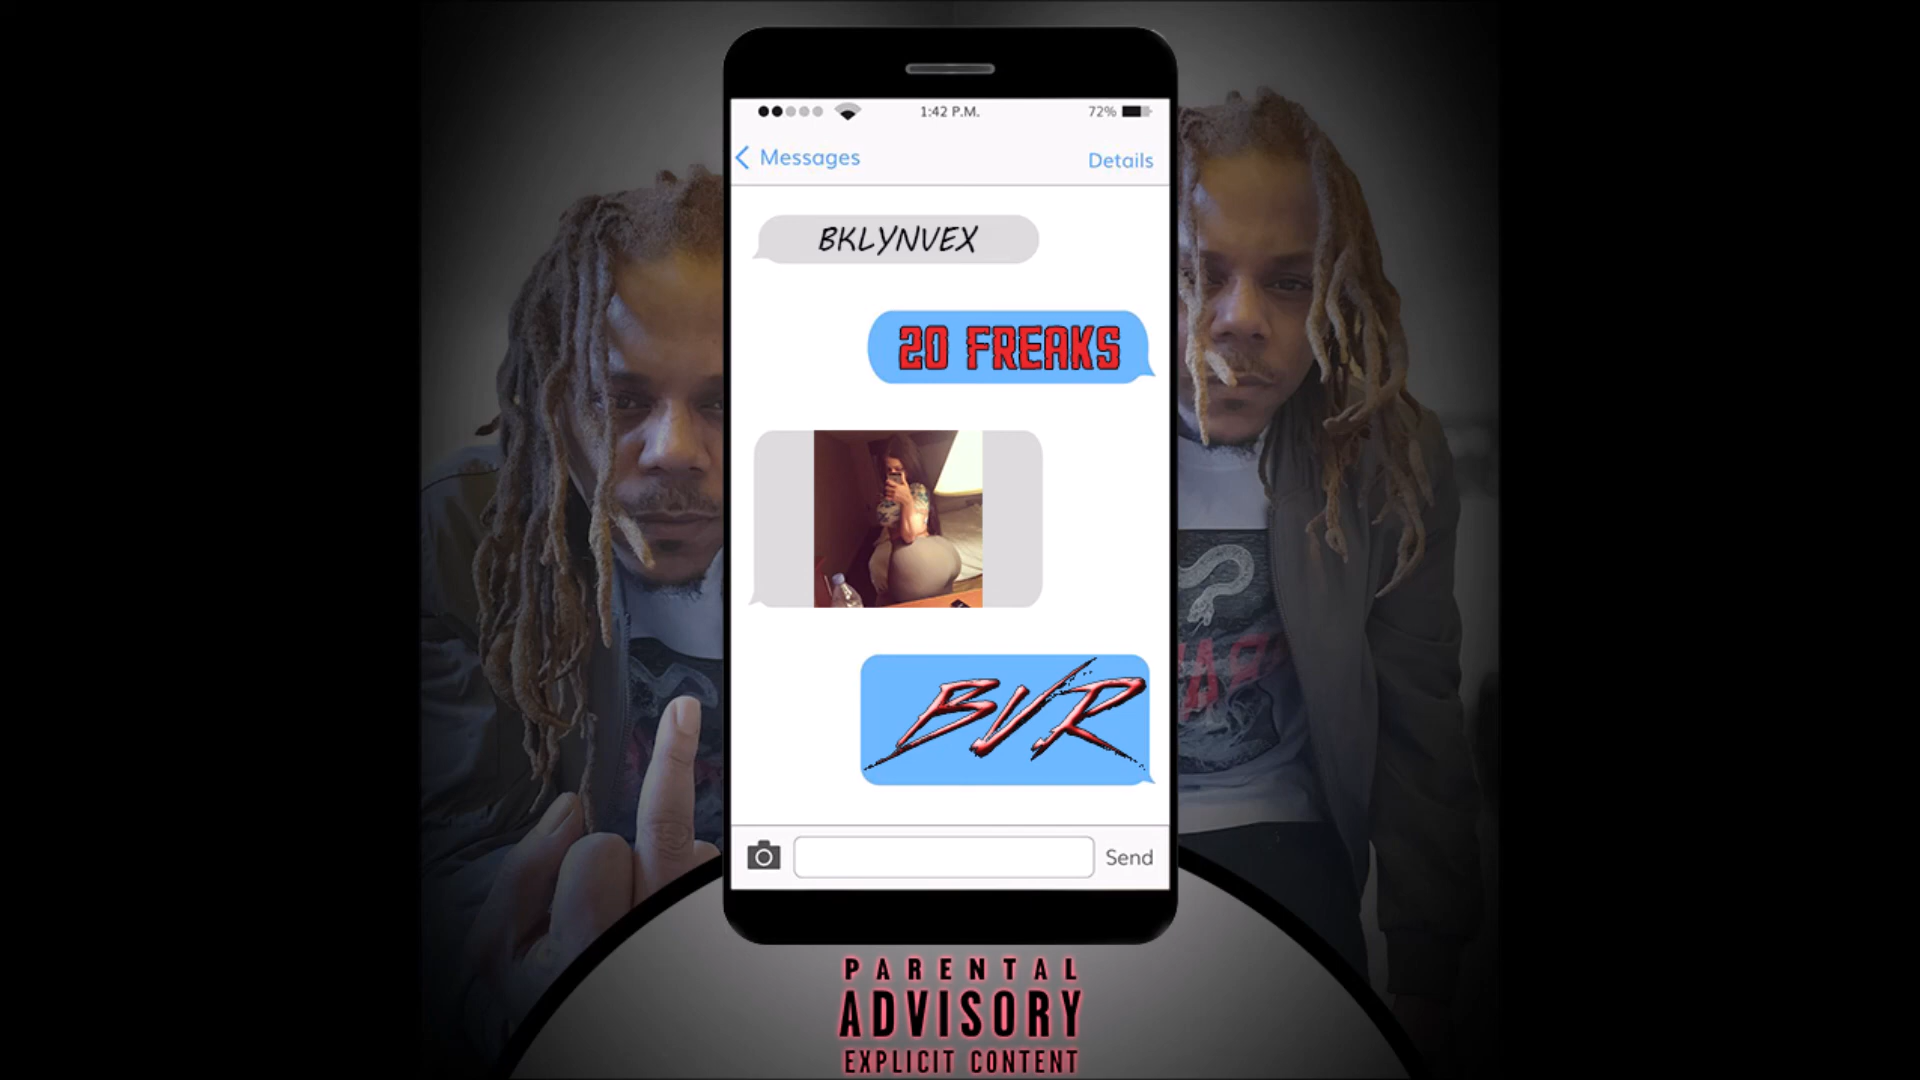 1:42 P.M. 72%
Messages Details
BKLYNVEX
20 FREAKS
BVR
Send
PARENTAL
ADVISORY
EXPLICIT CONTENT